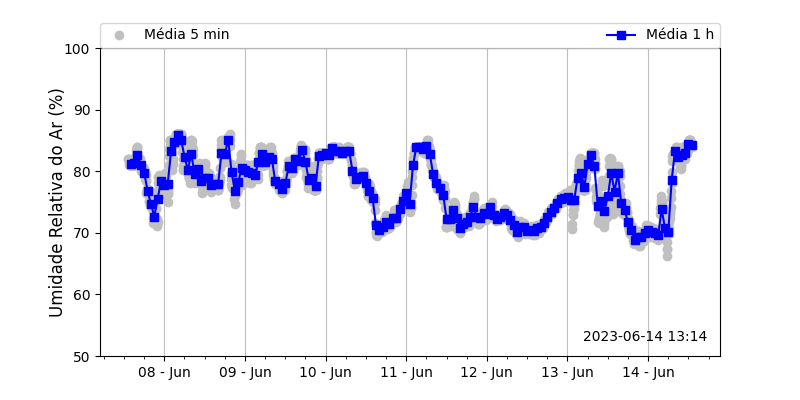 Média 5 min
Média 1 h
Umidade Relativa do Ar (%)
100
90
80
70
60
50
2023-06-14 13:14
08 - Jun
09 - Jun
10 - Jun
11 - Jun
12 - Jun
13 - Jun
14 - Jun